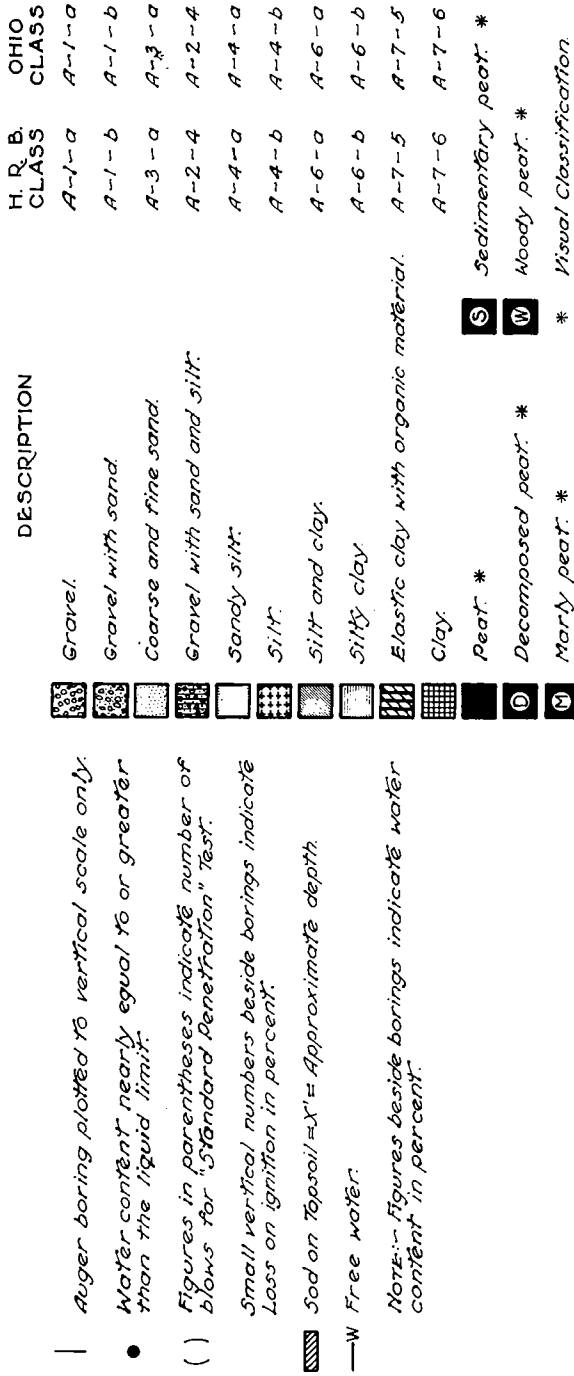 Auger boring plotted to vertical scale only.
Water content nearly equal to or greater
than the liquid limit.
( ) Figures in parentheses indicate number of
blows for "Standard Penetration" Test.
Small vertical numbers beside borings indicate
Loss on ignition in percent.
Sod on Topsoil = X' = Approximate depth.
W Free water.
NOTE:- Figures beside borings indicate water
content in percent.
DESCRIPTION
H. R. B.
CLASS
OHIO
CLASS
Gravel. A-1-a A-1-a
Gravel with sand. A-1-b A-1-b
Coarse and fine sand. A-3-a A-3-a
Gravel with sand and silt. A-2-4 A-2-4
Sandy silt. A-4-a A-4-a
Silt. A-4-b A-4-b
Silt and clay. A-6-a A-6-a
Silty clay. A-6-b A-6-b
Elastic clay with organic material. A-7-5 A-7-5
Clay. A-7-6 A-7-6
Peat. * S Sedimentary peat. *
D Decomposed peat. * W Woody peat. *
M Marly peat. * * Visual Classification.